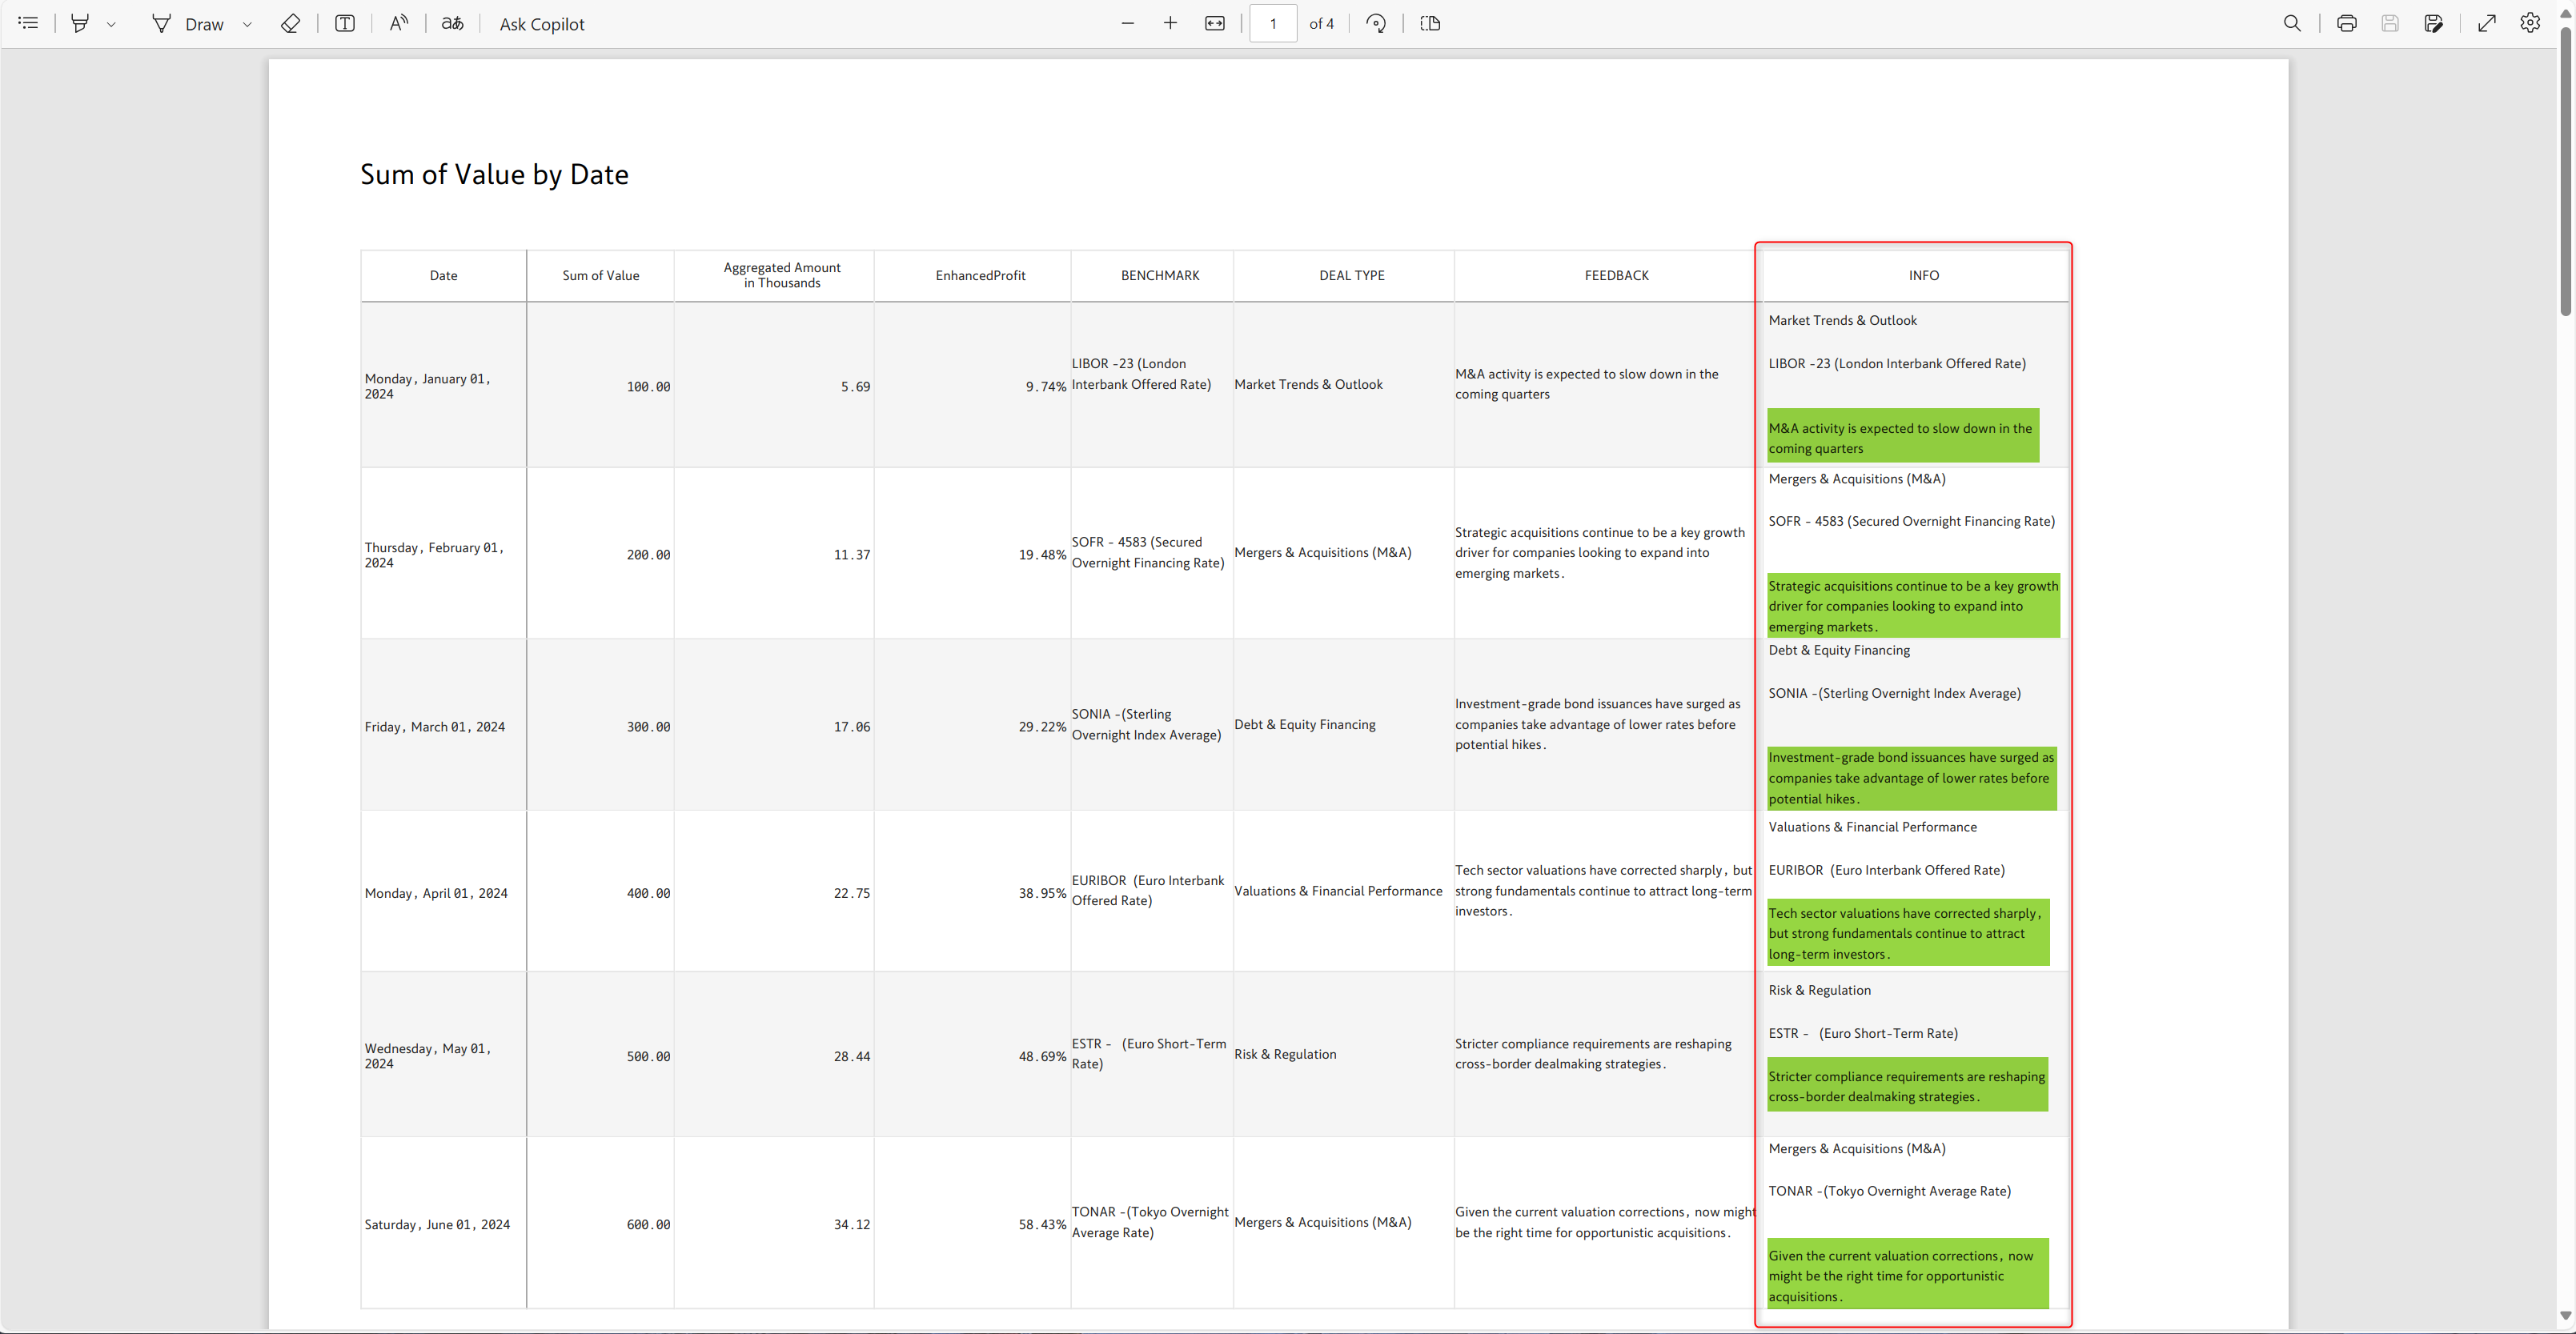 Draw
Ask Copilot
1 of 4
Sum of Value by Date
Date
Sum of Value
Aggregated Amount
in Thousands
EnhancedProfit
BENCHMARK
DEAL TYPE
FEEDBACK
INFO
Monday, January 01,
2024
100.00
5.69
9.74%
LIBOR -23 (London
Interbank Offered Rate)
Market Trends & Outlook
M&A activity is expected to slow down in the
coming quarters
Market Trends & Outlook
LIBOR -23 (London Interbank Offered Rate)
M&A activity is expected to slow down in the
coming quarters
Thursday, February 01,
2024
200.00
11.37
19.48%
SOFR - 4583 (Secured
Overnight Financing Rate)
Mergers & Acquisitions (M&A)
Strategic acquisitions continue to be a key growth
driver for companies looking to expand into
emerging markets.
Mergers & Acquisitions (M&A)
SOFR - 4583 (Secured Overnight Financing Rate)
Strategic acquisitions continue to be a key growth
driver for companies looking to expand into
emerging markets.
Friday, March 01, 2024
300.00
17.06
29.22%
SONIA -(Sterling
Overnight Index Average)
Debt & Equity Financing
Investment-grade bond issuances have surged as
companies take advantage of lower rates before
potential hikes.
Debt & Equity Financing
SONIA -(Sterling Overnight Index Average)
Investment-grade bond issuances have surged as
companies take advantage of lower rates before
potential hikes.
Monday, April 01, 2024
400.00
22.75
38.95%
EURIBOR (Euro Interbank
Offered Rate)
Valuations & Financial Performance
Tech sector valuations have corrected sharply, but
strong fundamentals continue to attract long-term
investors.
Valuations & Financial Performance
EURIBOR (Euro Interbank Offered Rate)
Tech sector valuations have corrected sharply,
but strong fundamentals continue to attract
long-term investors.
Wednesday, May 01,
2024
500.00
28.44
48.69%
ESTR - (Euro Short-Term
Rate)
Risk & Regulation
Stricter compliance requirements are reshaping
cross-border dealmaking strategies.
Risk & Regulation
ESTR - (Euro Short-Term Rate)
Stricter compliance requirements are reshaping
cross-border dealmaking strategies.
Saturday, June 01, 2024
600.00
34.12
58.43%
TONAR -(Tokyo Overnight
Average Rate)
Mergers & Acquisitions (M&A)
Given the current valuation corrections, now might
be the right time for opportunistic acquisitions.
Mergers & Acquisitions (M&A)
TONAR -(Tokyo Overnight Average Rate)
Given the current valuation corrections, now
might be the right time for opportunistic
acquisitions.